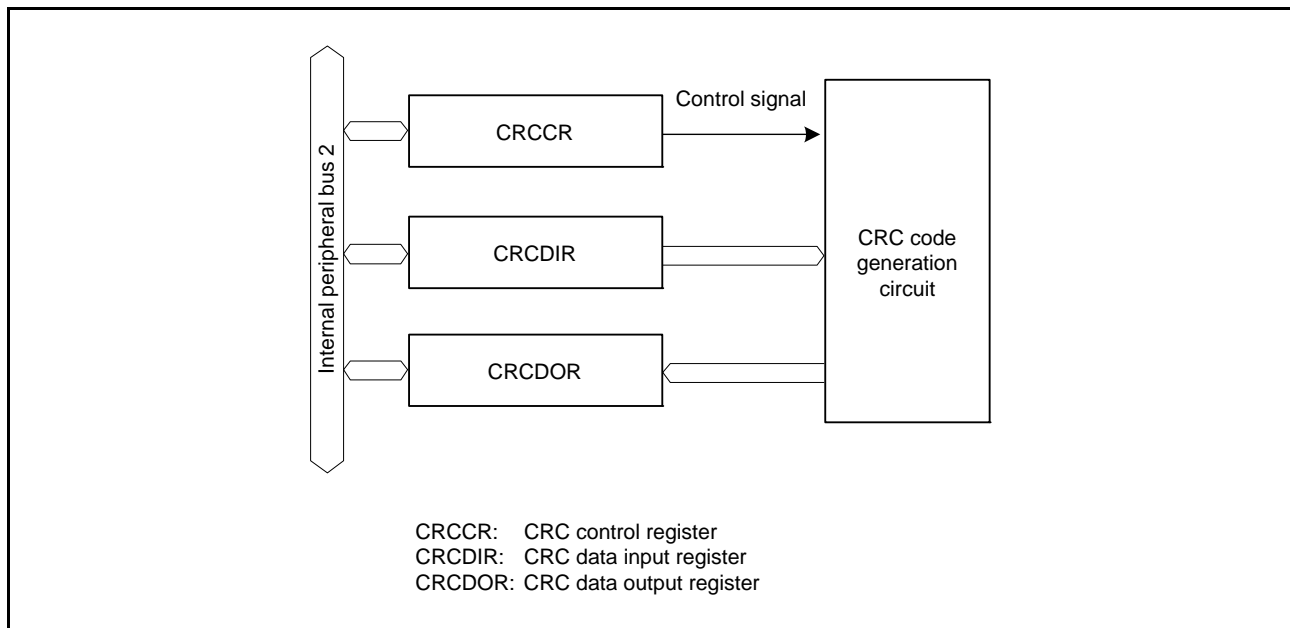 Control signal
CRCCR
Internal peripheral bus 2
CRCDIR
CRC code
generation
circuit
CRCDOR
CRCCR: CRC control register
CRCDIR: CRC data input register
CRCDOR: CRC data output register